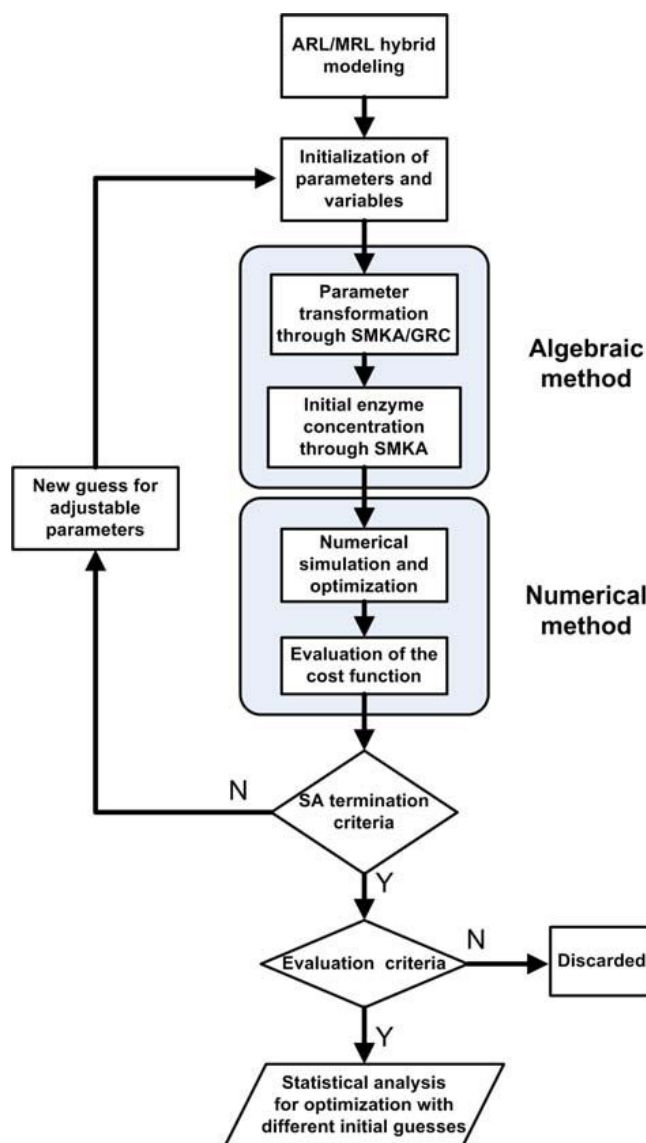 ARL/MRL hybrid
modeling
Initialization of
parameters and
variables
Parameter
transformation
through SMKA/GRC
Algebraic
method
Initial enzyme
concentration
through SMKA
New guess for
adjustable
parameters
Numerical
simulation and
optimization
Numerical
method
Evaluation of the
cost function
N
SA termination
criteria
Y
Evaluation criteria
N
Discarded
Y
Statistical analysis
for optimization with
different initial guesses